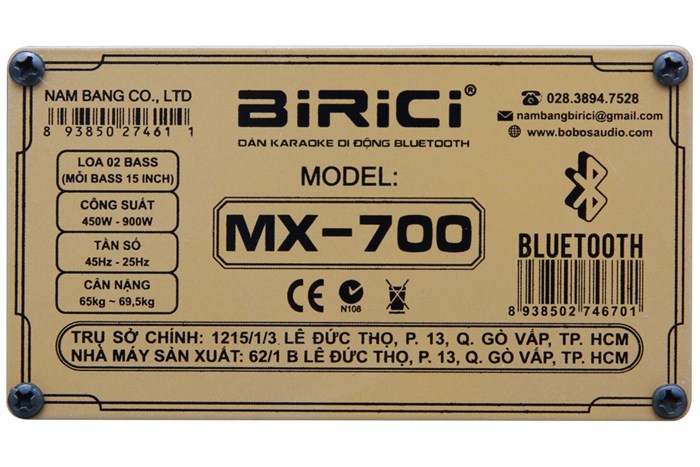 NAM BANG CO., LTD
8 93850 27461 1
BiRiCi®
DÀN KARAOKE DI ĐỘNG BLUETOOTH
028.3894.7528
nambangbirici@gmail.com
www.bobosaudio.com
LOA 02 BASS
(MỖI BASS 15 INCH)
CÔNG SUẤT
450W - 900W
TẦN SỐ
45Hz - 25Hz
CÂN NẶNG
65kg ~ 69,5kg
MODEL:
MX-700
CE N108
BLUETOOTH
8 938502 746701
TRỤ SỞ CHÍNH: 1215/1/3 LÊ ĐỨC THỌ, P. 13, Q. GÒ VẤP, TP. HCM
NHÀ MÁY SẢN XUẤT: 62/1 B LÊ ĐỨC THỌ, P. 13, Q. GÒ VẤP, TP. HCM